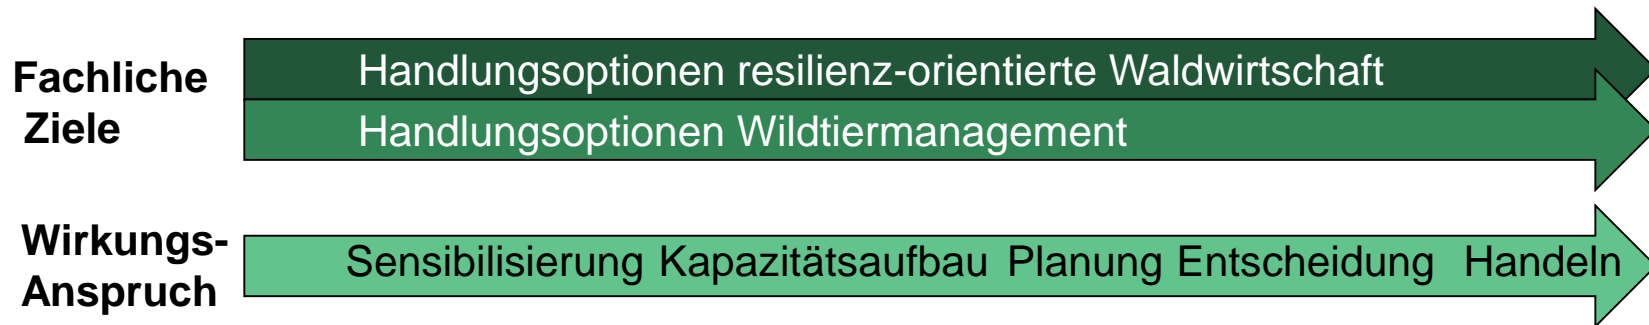 Fachliche
Ziele
Handlungsoptionen resilienz-orientierte Waldwirtschaft
Handlungsoptionen Wildtiermanagement
Wirkungs-
Anspruch
Sensibilisierung Kapazitätsaufbau Planung Entscheidung Handeln